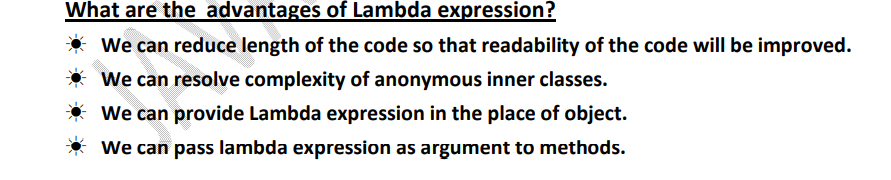 What are the advantages of Lambda expression?
☀ We can reduce length of the code so that readability of the code will be improved.
☀ We can resolve complexity of anonymous inner classes.
☀ We can provide Lambda expression in the place of object.
☀ We can pass lambda expression as argument to methods.